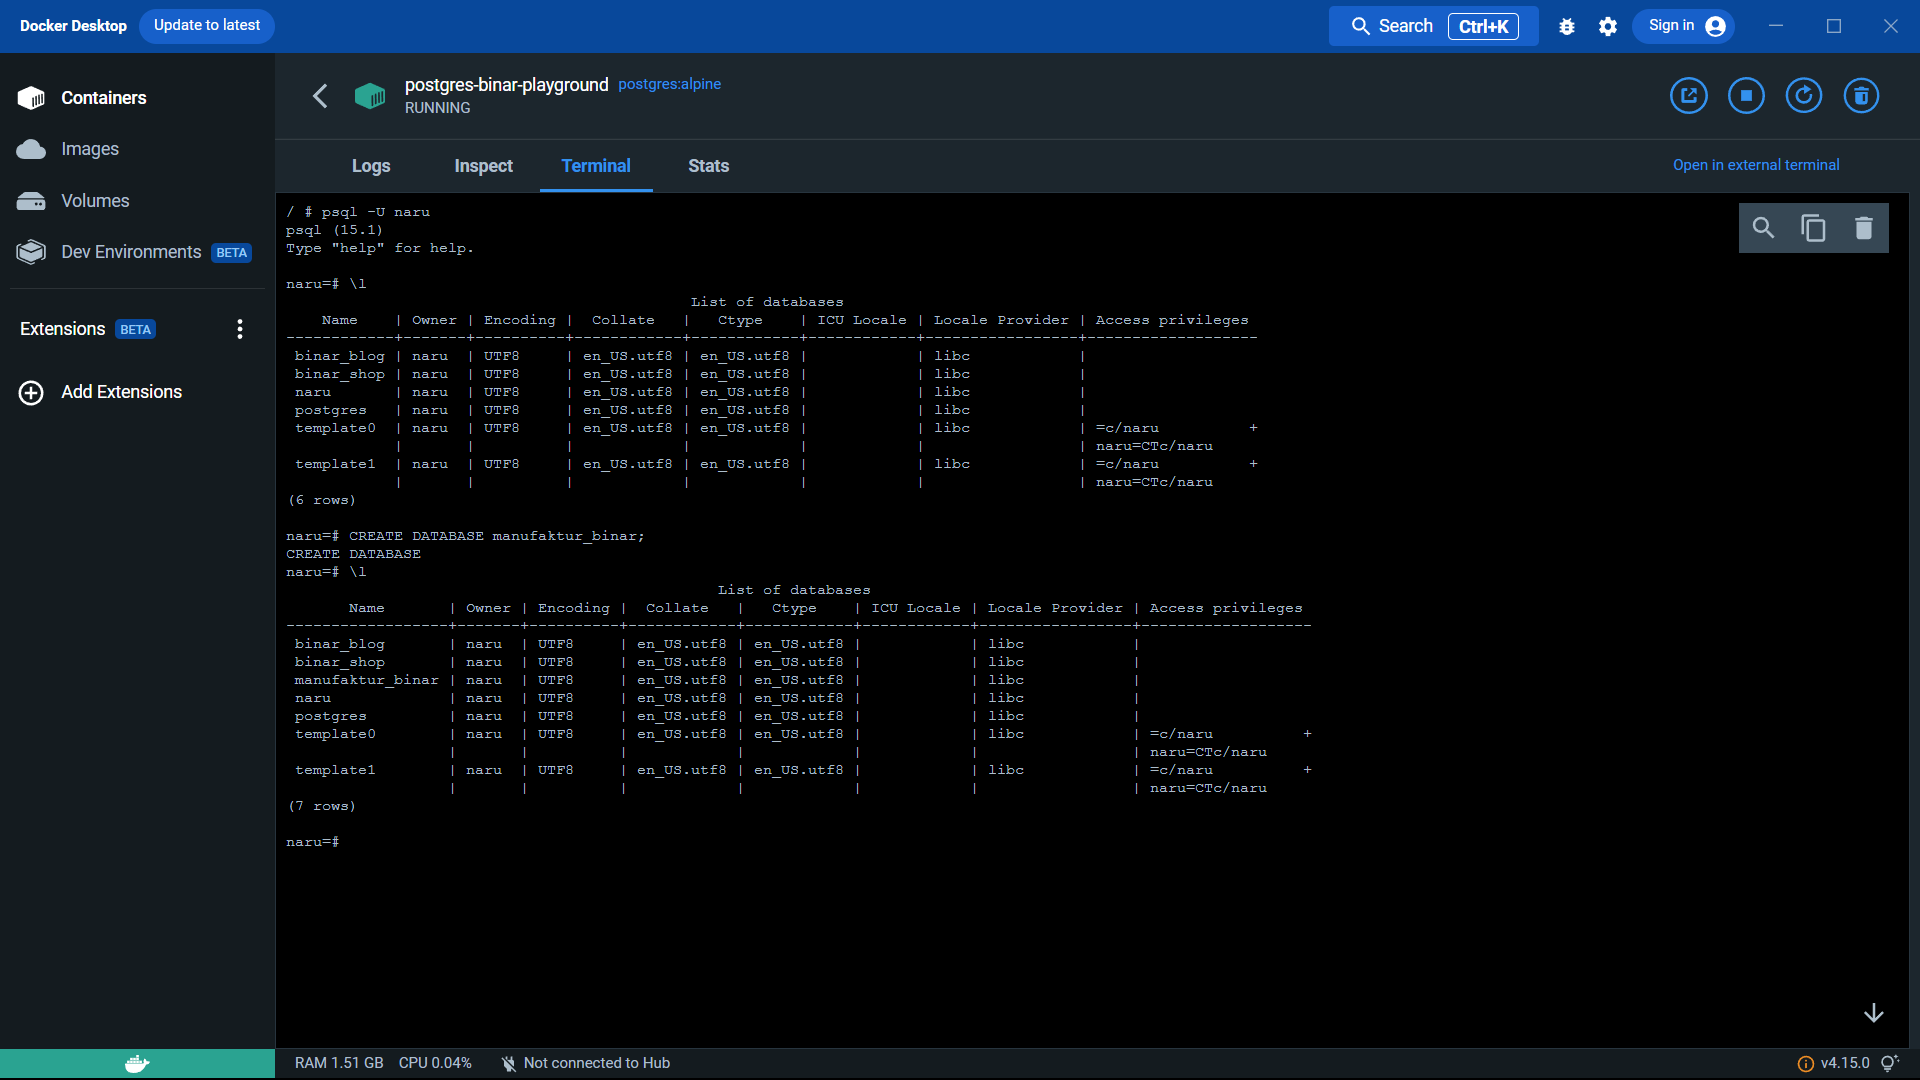 Docker Desktop Update to latest Search Ctrl+K Sign in
Containers
Images
Volumes
Dev Environments BETA
Extensions BETA
Add Extensions
postgres-binar-playground postgres:alpine
RUNNING
Logs Inspect Terminal Stats Open in external terminal
/ # psql -U naru
psql (15.1)
Type "help" for help.
naru=# \l
List of databases
Name | Owner | Encoding | Collate | Ctype | ICU Locale | Locale Provider | Access privileges
------------+-------+----------+------------+------------+------------+-----------------+-------------------
binar_blog | naru | UTF8 | en_US.utf8 | en_US.utf8 | | libc |
binar_shop | naru | UTF8 | en_US.utf8 | en_US.utf8 | | libc |
naru | naru | UTF8 | en_US.utf8 | en_US.utf8 | | libc |
postgres | naru | UTF8 | en_US.utf8 | en_US.utf8 | | libc |
template0 | naru | UTF8 | en_US.utf8 | en_US.utf8 | | libc | =c/naru +
| | | | | | | naru=CTc/naru
template1 | naru | UTF8 | en_US.utf8 | en_US.utf8 | | libc | =c/naru +
| | | | | | | naru=CTc/naru
(6 rows)
naru=# CREATE DATABASE manufaktur_binar;
CREATE DATABASE
naru=# \l
List of databases
Name | Owner | Encoding | Collate | Ctype | ICU Locale | Locale Provider | Access privileges
------------------+-------+----------+------------+------------+------------+-----------------+-------------------
binar_blog | naru | UTF8 | en_US.utf8 | en_US.utf8 | | libc |
binar_shop | naru | UTF8 | en_US.utf8 | en_US.utf8 | | libc |
manufaktur_binar | naru | UTF8 | en_US.utf8 | en_US.utf8 | | libc |
naru | naru | UTF8 | en_US.utf8 | en_US.utf8 | | libc |
postgres | naru | UTF8 | en_US.utf8 | en_US.utf8 | | libc |
template0 | naru | UTF8 | en_US.utf8 | en_US.utf8 | | libc | =c/naru +
| | | | | | | naru=CTc/naru
template1 | naru | UTF8 | en_US.utf8 | en_US.utf8 | | libc | =c/naru +
| | | | | | | naru=CTc/naru
(7 rows)
naru=#
RAM 1.51 GB CPU 0.04% Not connected to Hub v4.15.0